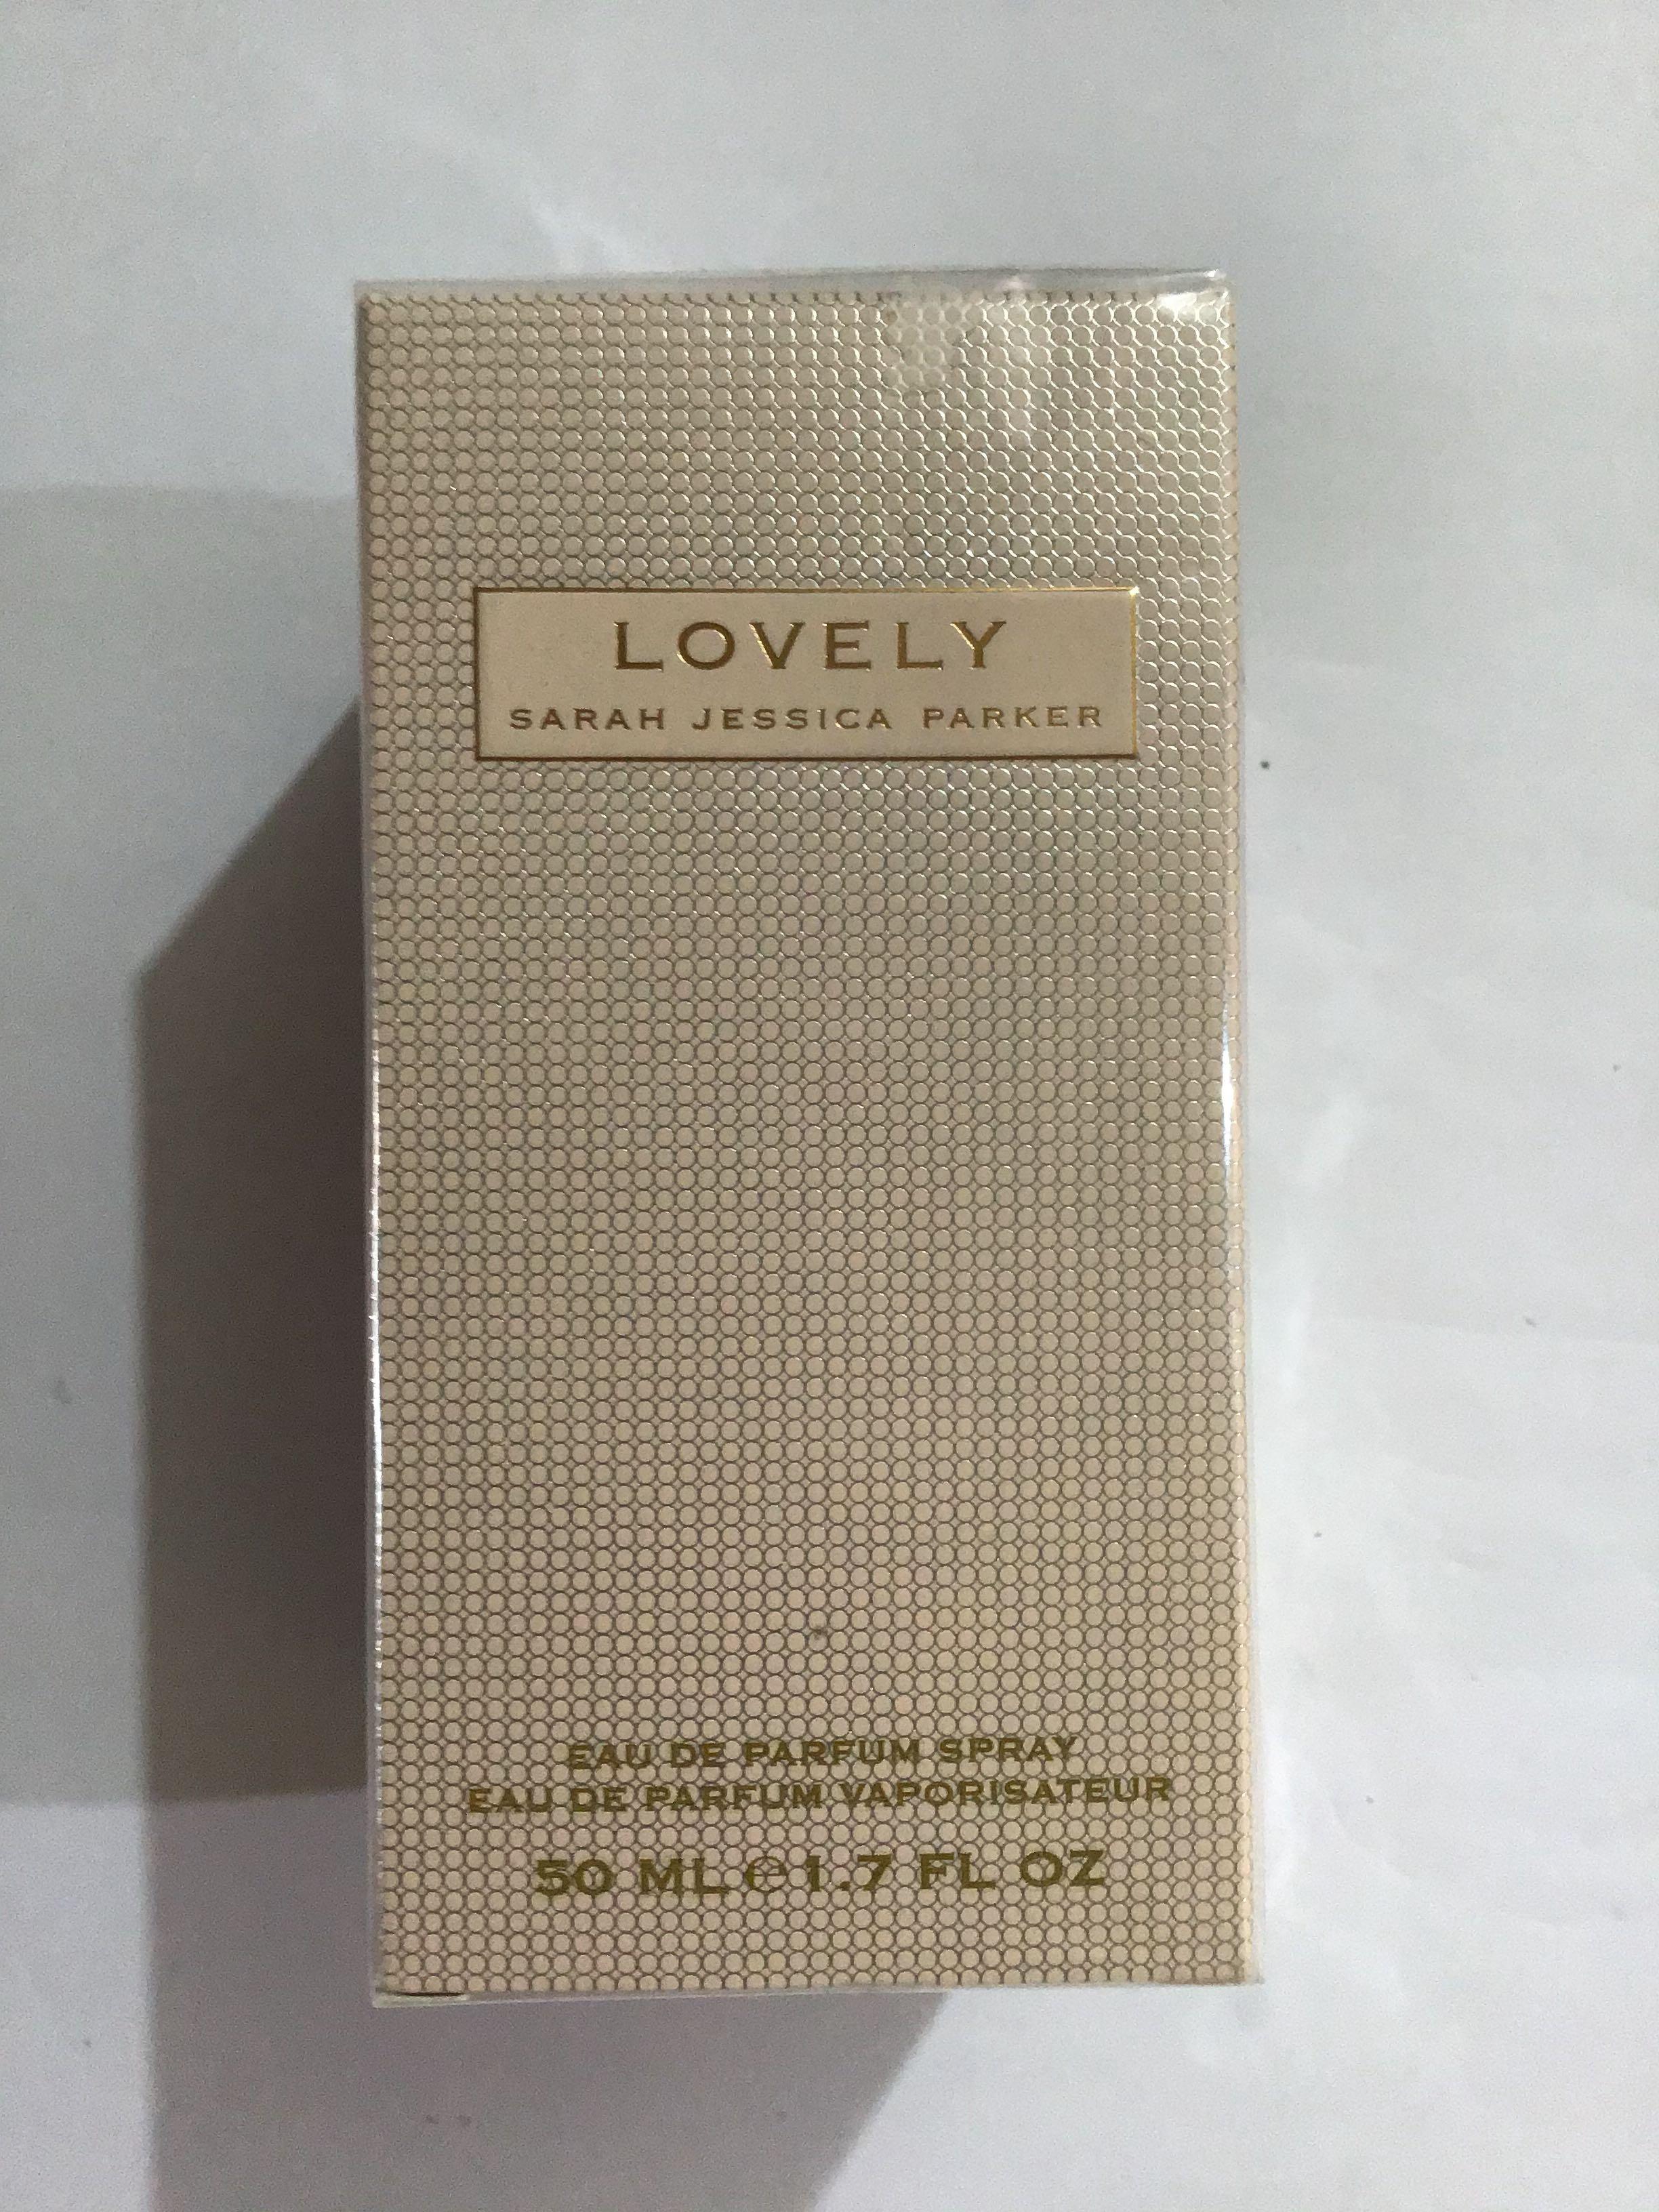 LOVELY
SARAH JESSICA PARKER
EAU DE PARFUM SPRAY
EAU DE PARFUM VAPORISATEUR
50 ML ℮ 1.7 FL OZ